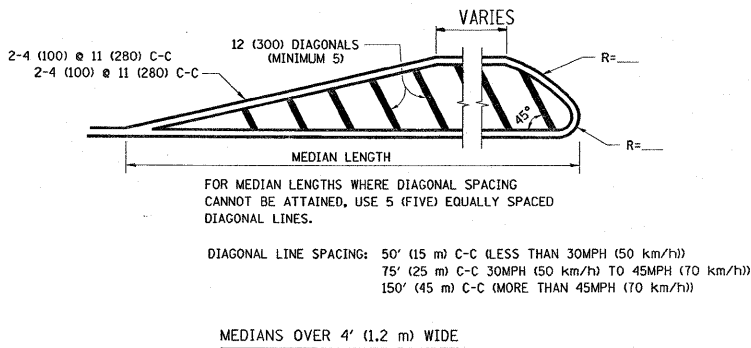 VARIES
2-4 (100) @ 11 (280) C-C
2-4 (100) @ 11 (280) C-C
12 (300) DIAGONALS
(MINIMUM 5)
R=___
45°
R=___
MEDIAN LENGTH
FOR MEDIAN LENGTHS WHERE DIAGONAL SPACING
CANNOT BE ATTAINED, USE 5 (FIVE) EQUALLY SPACED
DIAGONAL LINES.
DIAGONAL LINE SPACING: 50' (15 m) C-C (LESS THAN 30MPH (50 km/h))
75' (25 m) C-C 30MPH (50 km/h) TO 45MPH (70 km/h))
150' (45 m) C-C (MORE THAN 45MPH (70 km/h))
MEDIANS OVER 4' (1.2 m) WIDE